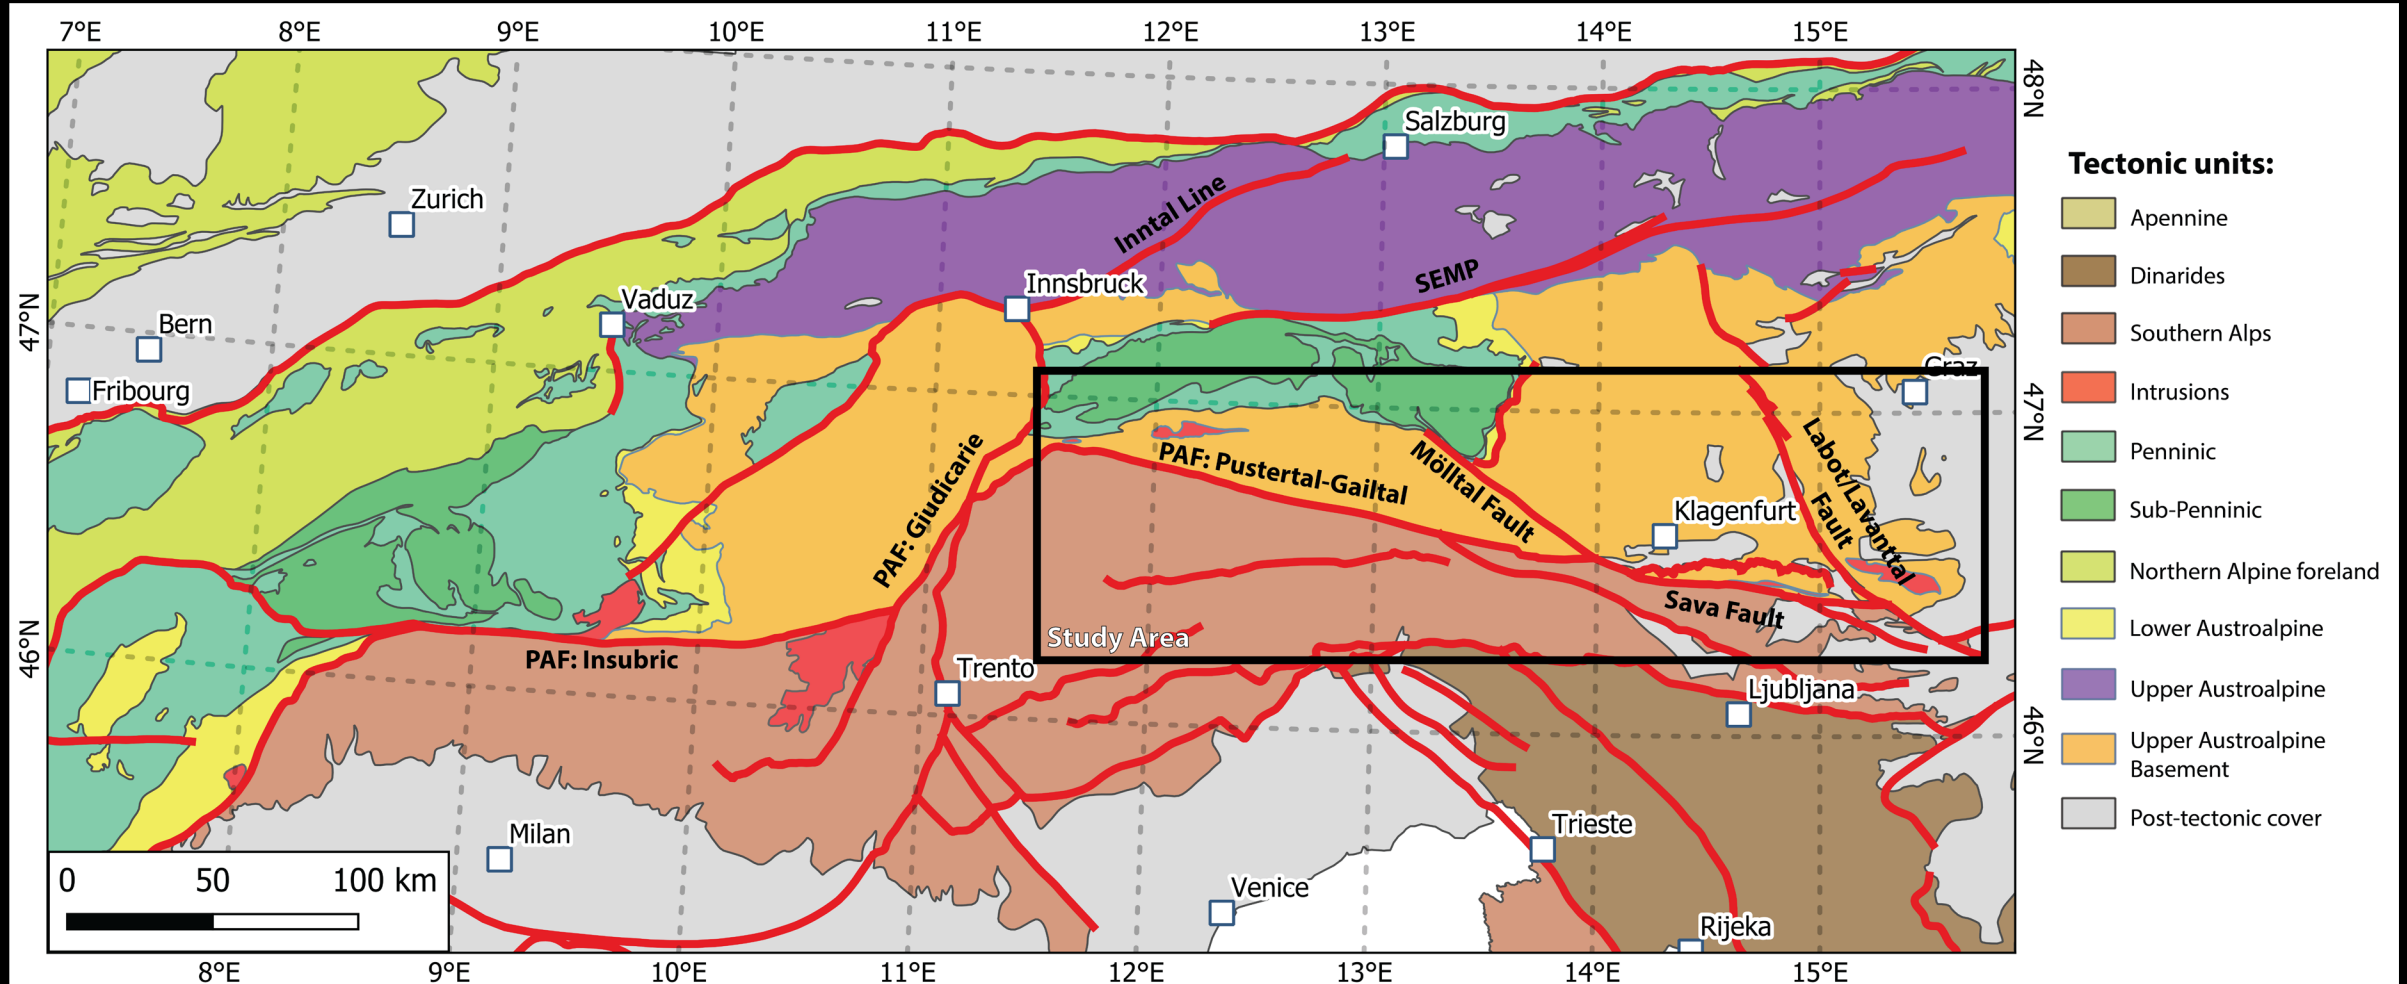 7°E 8°E 9°E 10°E 11°E 12°E 13°E 14°E 15°E
48°N
Salzburg
Zurich
Inntal Line
SEMP
Innsbruck
Vaduz
47°N
Bern
Fribourg
Graz
47°N
PAF: Giudicarie
PAF: Pustertal-Gailtal
Mölltal Fault
Labot/Lavanttal
Fault
Klagenfurt
Sava Fault
Study Area
46°N
PAF: Insubric
Trento
Ljubljana
46°N
Milan
Trieste
Venice
Rijeka
0 50 100 km
8°E 9°E 10°E 11°E 12°E 13°E 14°E 15°E
Tectonic units:
Apennine
Dinarides
Southern Alps
Intrusions
Penninic
Sub-Penninic
Northern Alpine foreland
Lower Austroalpine
Upper Austroalpine
Upper Austroalpine
Basement
Post-tectonic cover